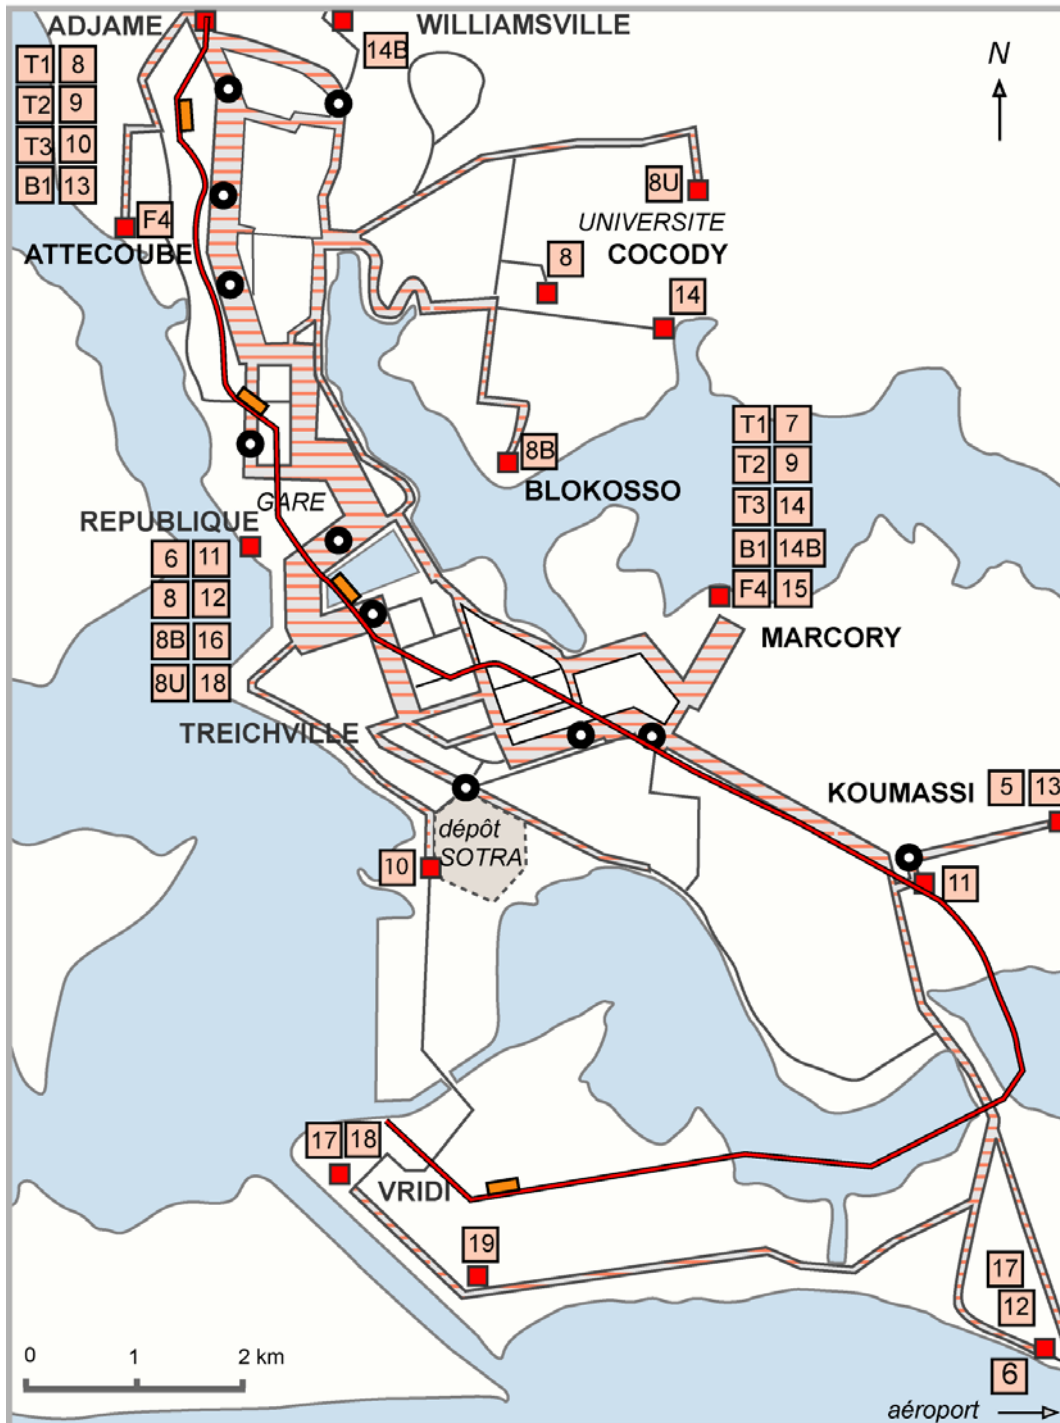 ADJAME
WILLIAMSVILLE
N
14B
T1 8
T2 9
T3 10
B1 13
F4
ATTECOUBE
8U
UNIVERSITE
COCODY
8
14
T1 7
T2 9
T3 14
B1 14B
F4 15
8B
BLOKOSSO
GARE
REPUBLIQUE
6 11
8 12
8B 16
8U 18
MARCORY
TREICHVILLE
KOUMASSI
5 13
dépôt
SOTRA
10
11
17 18
VRIDI
19
17
12
6
0 1 2 km
aéroport